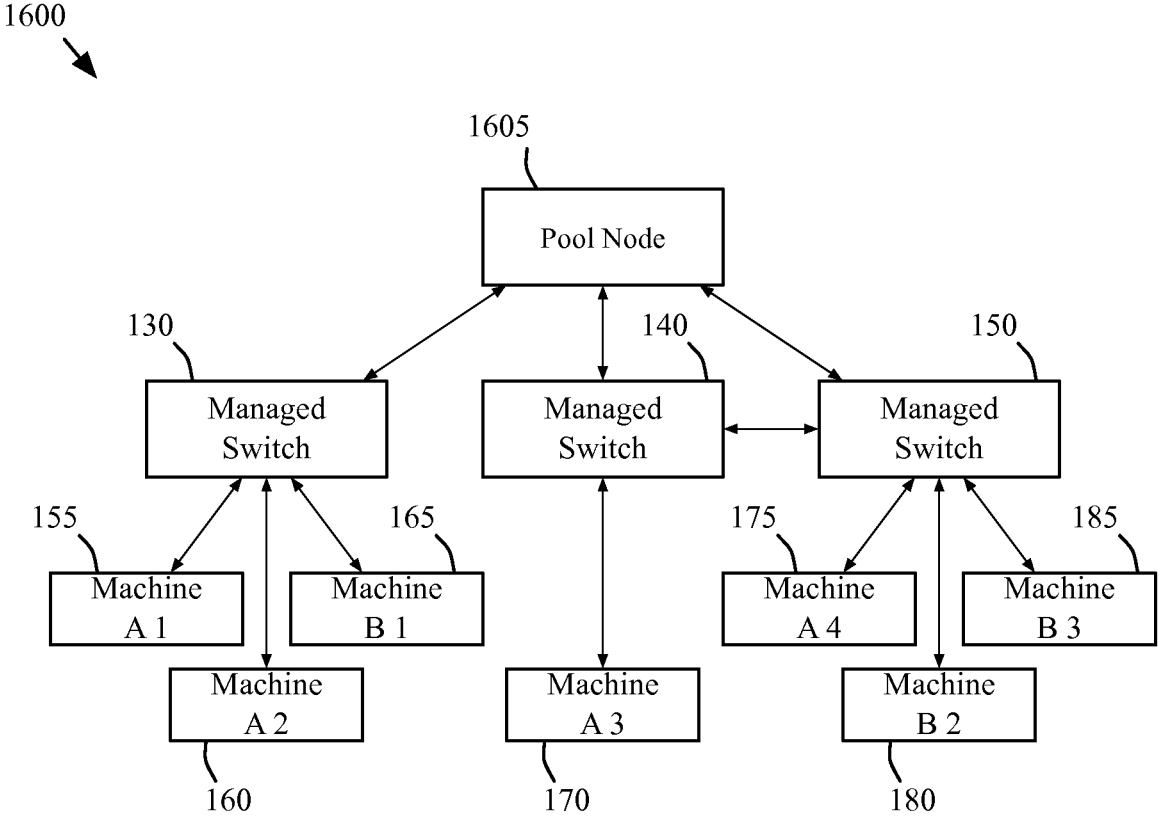 1600
1605
Pool Node
130
140
150
Managed
Switch
Managed
Switch
Managed
Switch
155
165
175
185
Machine
A 1
Machine
B 1
Machine
A 4
Machine
B 3
Machine
A 2
Machine
A 3
Machine
B 2
160
170
180